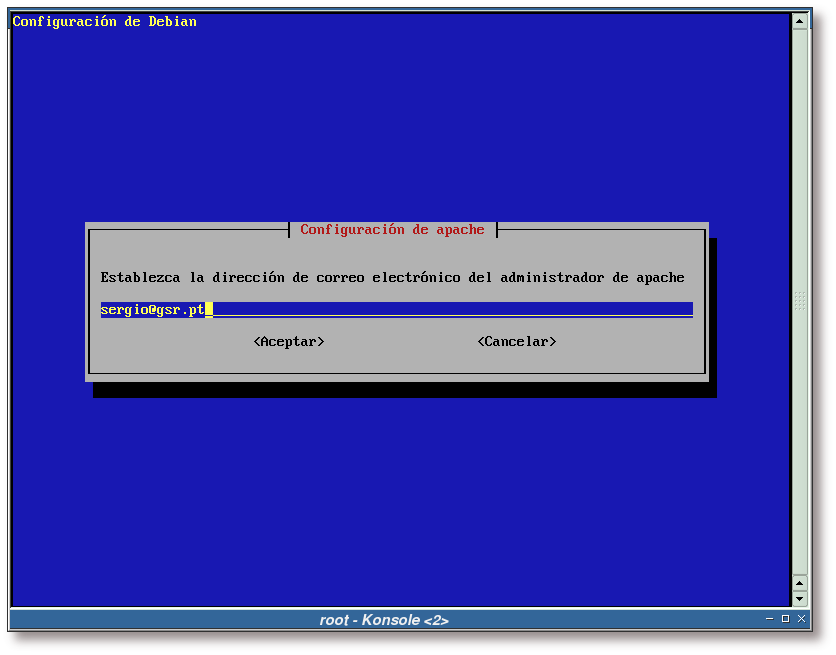 Configuración de Debian
Configuración de apache
Establezca la dirección de correo electrónico del administrador de apache
sergio@gsr.pt
<Aceptar> <Cancelar>
root - Konsole <2>